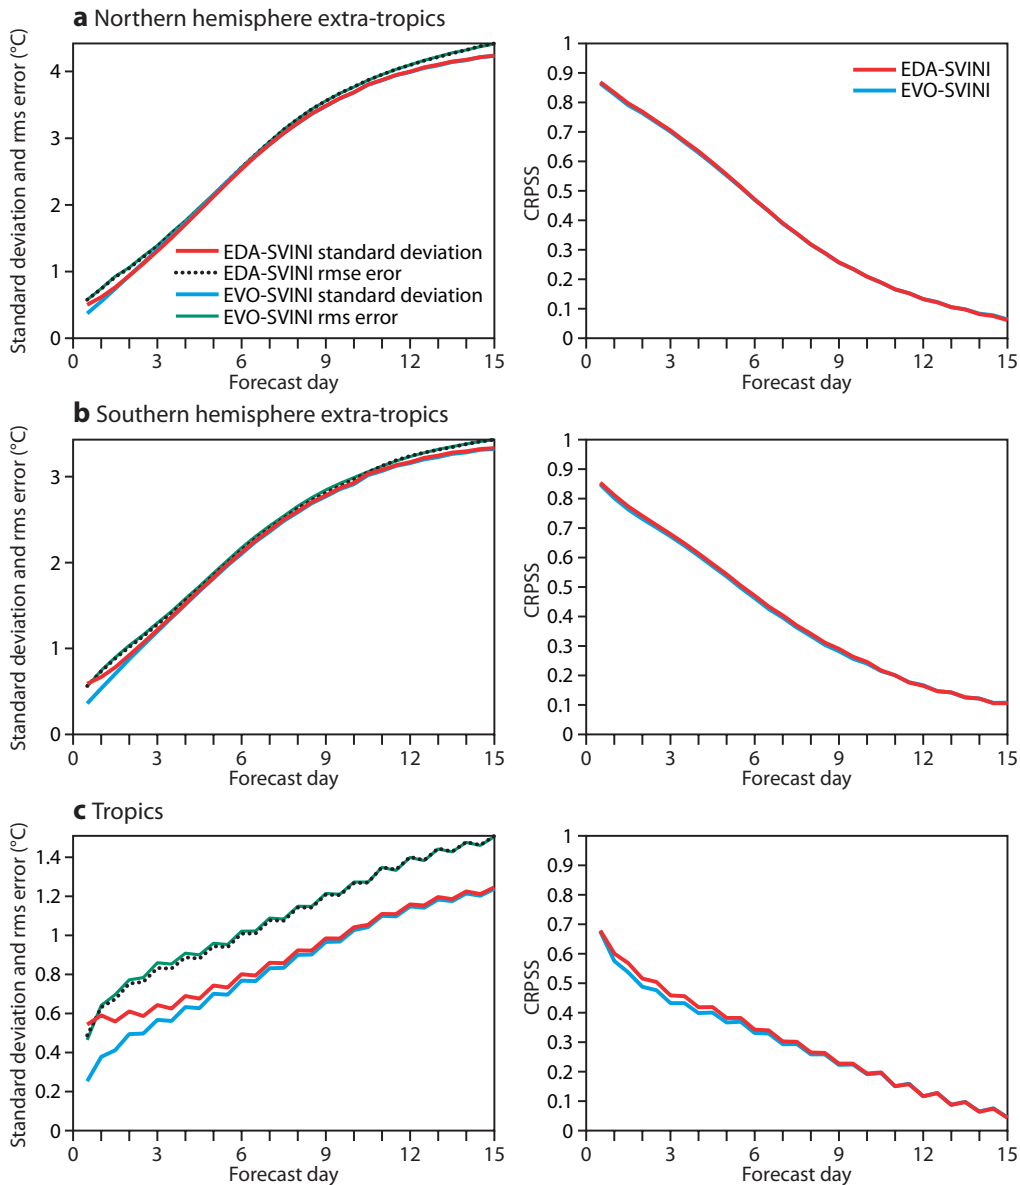 a Northern hemisphere extra-tropics
Standard deviation and rms error (°C)
4
3
2
1
0
EDA-SVINI standard deviation
EDA-SVINI rmse eror
EVO-SVINI standard deviation
EVO-SVINI rms error
0 3 6 9 12 15
Forecast day
CRPSS
1
0.9
0.8
0.7
0.6
0.5
0.4
0.3
0.2
0.1
0
EDA-SVINI
EVO-SVINI
0 3 6 9 12 15
Forecast day
b Southern hemisphere extra-tropics
Standard deviation and rms error (°C)
3
2
1
0
0 3 6 9 12 15
Forecast day
CRPSS
1
0.9
0.8
0.7
0.6
0.5
0.4
0.3
0.2
0.1
0
0 3 6 9 12 15
Forecast day
c Tropics
Standard deviation and rms error (°C)
1.4
1.2
1
0.8
0.6
0.4
0.2
0
0 3 6 9 12 15
Forecast day
CRPSS
1
0.9
0.8
0.7
0.6
0.5
0.4
0.3
0.2
0.1
0
0 3 6 9 12 15
Forecast day